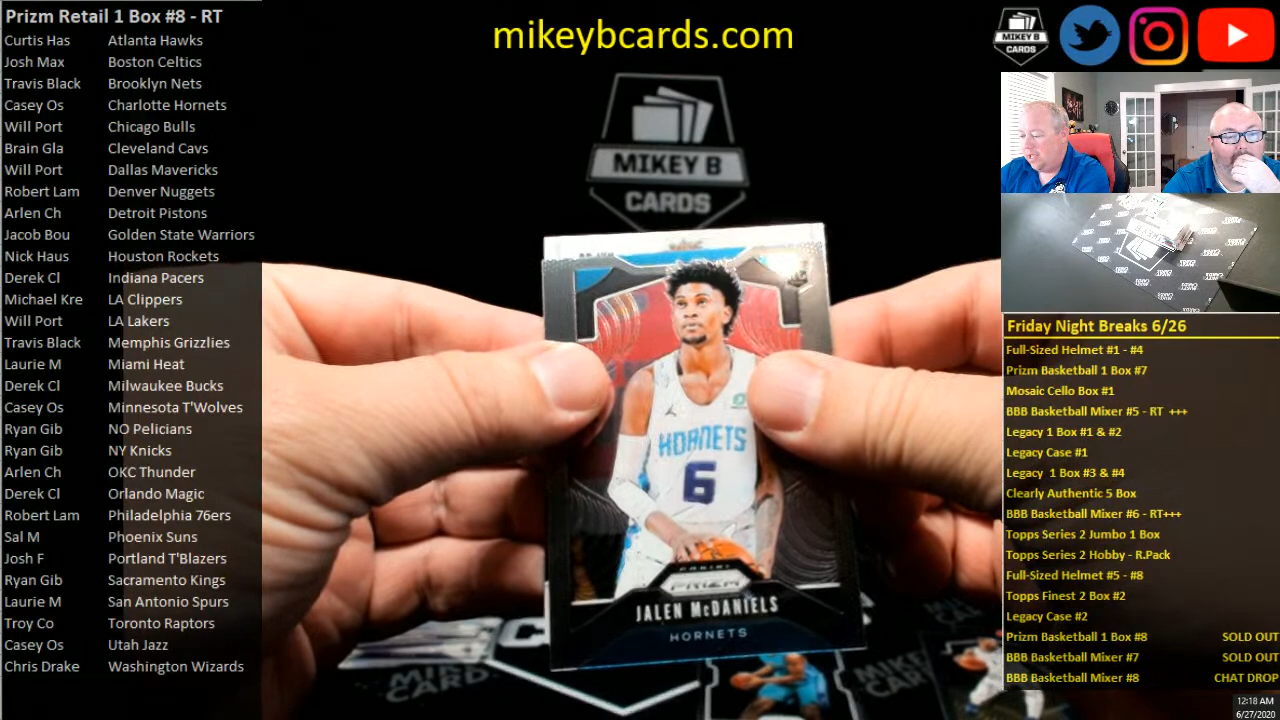 Prizm Retail 1 Box #8 - RT
Curtis Has Atlanta Hawks
Josh Max Boston Celtics
Travis Black Brooklyn Nets
Casey Os Charlotte Hornets
Will Port Chicago Bulls
Brain Gla Cleveland Cavs
Will Port Dallas Mavericks
Robert Lam Denver Nuggets
Arlen Ch Detroit Pistons
Jacob Bou Golden State Warriors
Nick Haus Houston Rockets
Derek Cl Indiana Pacers
Michael Kre LA Clippers
Will Port LA Lakers
Travis Black Memphis Grizzlies
Laurie M Miami Heat
Derek Cl Milwaukee Bucks
Casey Os Minnesota T'Wolves
Ryan Gib NO Pelicians
Ryan Gib NY Knicks
Arlen Ch OKC Thunder
Derek Cl Orlando Magic
Robert Lam Philadelphia 76ers
Sal M Phoenix Suns
Josh F Portland T'Blazers
Ryan Gib Sacramento Kings
Laurie M San Antonio Spurs
Troy Co Toronto Raptors
Casey Os Utah Jazz
Chris Drake Washington Wizards
mikeybcards.com
MIKEY B
CARDS
HORNETS
6
PANINI
PRIZM
JALEN McDANIELS
HORNETS
MIKEY B
CARDS
Friday Night Breaks 6/26
Full-Sized Helmet #1 - #4
Prizm Basketball 1 Box #7
Mosaic Cello Box #1
BBB Basketball Mixer #5 - RT +++
Legacy 1 Box #1 & #2
Legacy Case #1
Legacy 1 Box #3 & #4
Clearly Authentic 5 Box
BBB Basketball Mixer #6 - RT+++
Topps Series 2 Jumbo 1 Box
Topps Series 2 Hobby - R.Pack
Full-Sized Helmet #5 - #8
Topps Finest 2 Box #2
Legacy Case #2
Prizm Basketball 1 Box #8 SOLD OUT
BBB Basketball Mixer #7 SOLD OUT
BBB Basketball Mixer #8 CHAT DROP
12:18 AM
6/27/2020